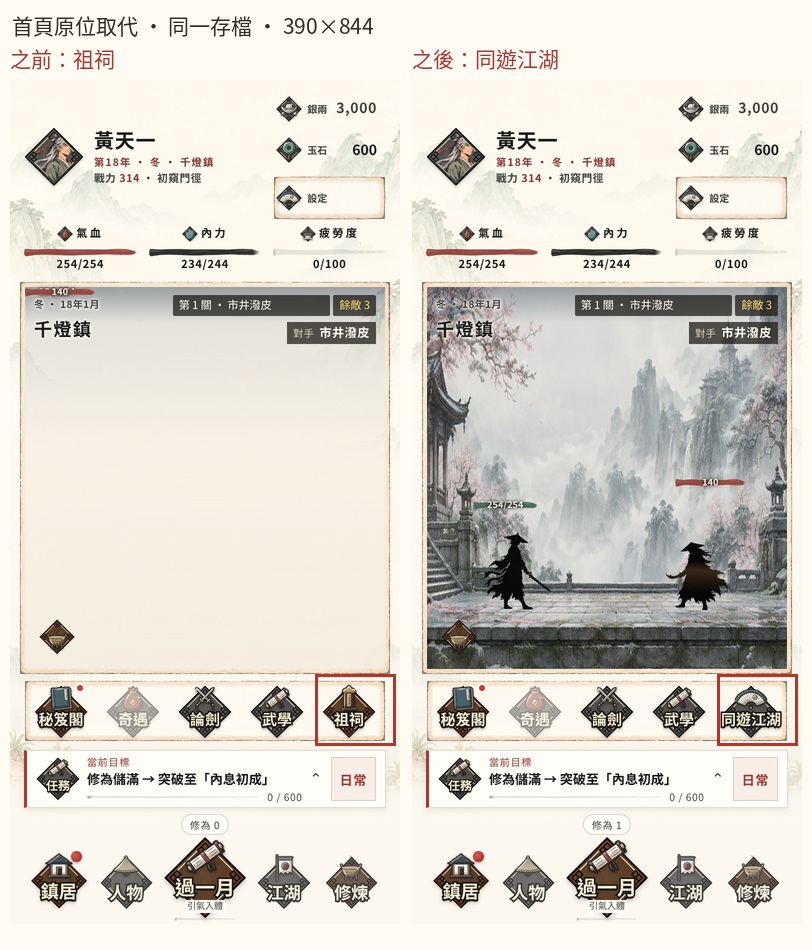 首頁原位取代 · 同一存檔 · 390×844
之前：祖祠
黃天一
第18年 · 冬 · 千燈鎮
戰力 314 · 初窺門徑
銀兩 3,000
玉石 600
設定
氣血 內力 疲勞度
254/254 234/244 0/100
140
冬 · 18年1月
千燈鎮
第 1 關 · 市井潑皮 餘敵 3
對手 市井潑皮
秘笈閣 奇遇 論劍 武學 祖祠
任務
當前目標
修為儲滿 → 突破至「內息初成」
0 / 600
日常
修為 0
鎮居 人物 過一月 江湖 修煉
引氣入體
之後：同遊江湖
黃天一
第18年 · 冬 · 千燈鎮
戰力 314 · 初窺門徑
銀兩 3,000
玉石 600
設定
氣血 內力 疲勞度
254/254 234/244 0/100
冬 · 18年1月
千燈鎮
第 1 關 · 市井潑皮 餘敵 3
對手 市井潑皮
140
254/254
秘笈閣 奇遇 論劍 武學 同遊江湖
任務
當前目標
修為儲滿 → 突破至「內息初成」
0 / 600
日常
修為 1
鎮居 人物 過一月 江湖 修煉
引氣入體